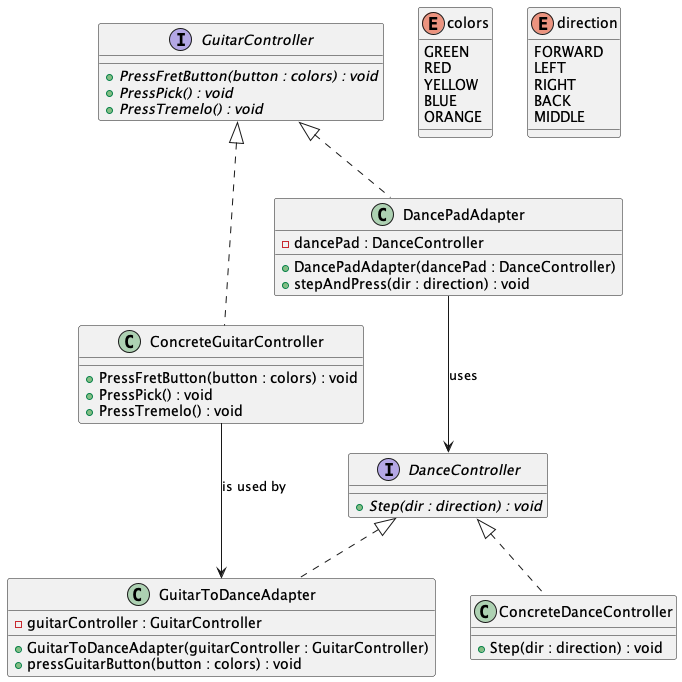 GuitarController
PressFretButton(button : colors) : void
PressPick() : void
PressTremelo() : void
colors
GREEN
RED
YELLOW
BLUE
ORANGE
direction
FORWARD
LEFT
RIGHT
BACK
MIDDLE
DancePadAdapter
dancePad : DanceController
DancePadAdapter(dancePad : DanceController)
stepAndPress(dir : direction) : void
ConcreteGuitarController
PressFretButton(button : colors) : void
PressPick() : void
PressTremelo() : void
uses
DanceController
Step(dir : direction) : void
is used by
GuitarToDanceAdapter
guitarController : GuitarController
GuitarToDanceAdapter(guitarController : GuitarController)
pressGuitarButton(button : colors) : void
ConcreteDanceController
Step(dir : direction) : void